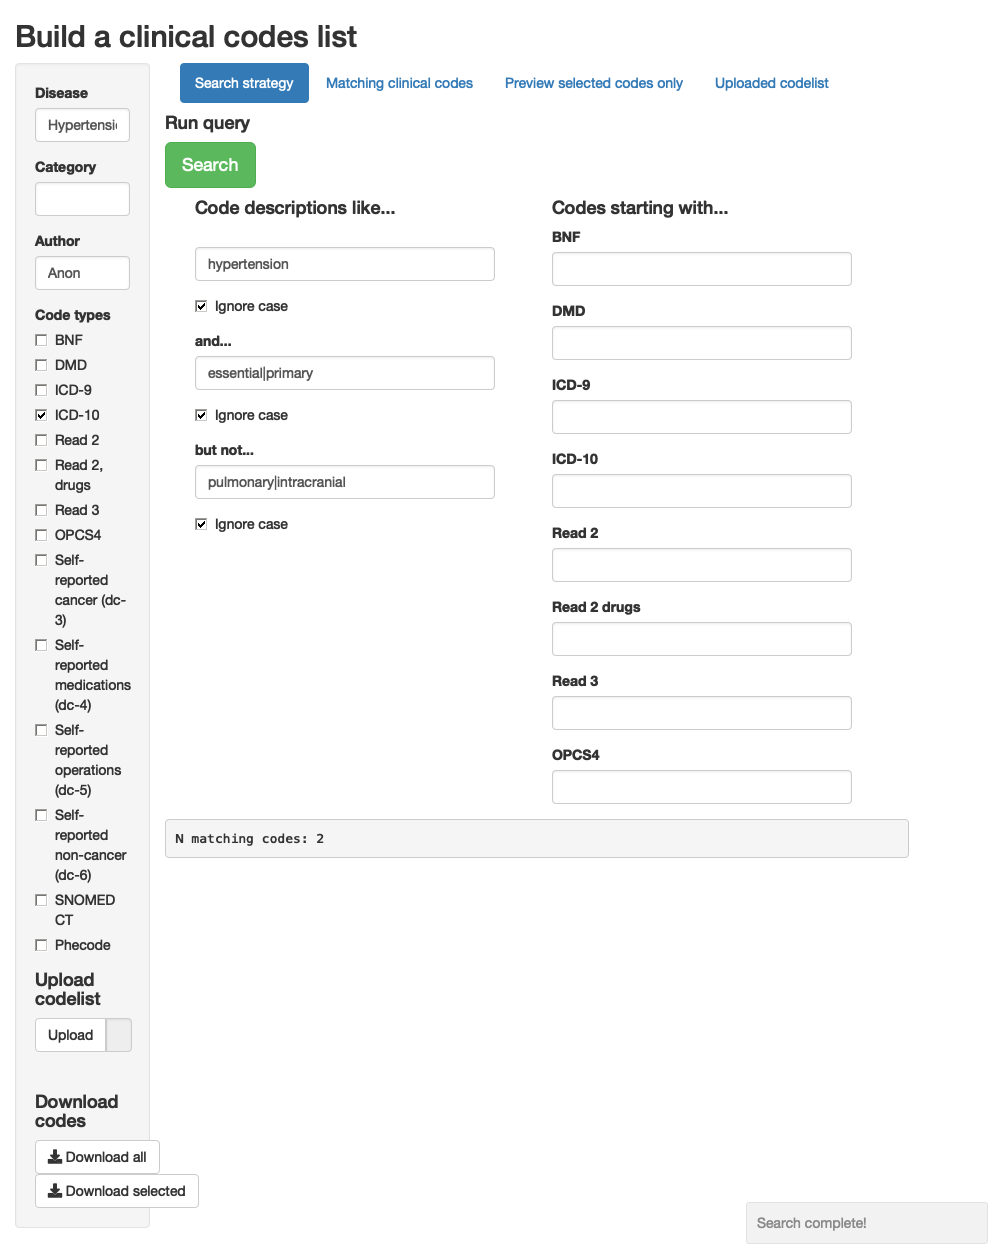 Build a clinical codes list
Disease
Hypertensi
Category
Author
Anon
Code types
BNF
DMD
ICD-9
ICD-10
Read 2
Read 2,
drugs
Read 3
OPCS4
Self-
reported
cancer (dc-
3)
Self-
reported
medications
(dc-4)
Self-
reported
operations
(dc-5)
Self-
reported
non-cancer
(dc-6)
SNOMED
CT
Phecode
Upload
codelist
Upload
Download
codes
Download all
Download selected
Search strategy
Matching clinical codes
Preview selected codes only
Uploaded codelist
Run query
Search
Code descriptions like...
hypertension
Ignore case
and...
essential|primary
Ignore case
but not...
pulmonary|intracranial
Ignore case
Codes starting with...
BNF
DMD
ICD-9
ICD-10
Read 2
Read 2 drugs
Read 3
OPCS4
N matching codes: 2
Search complete!